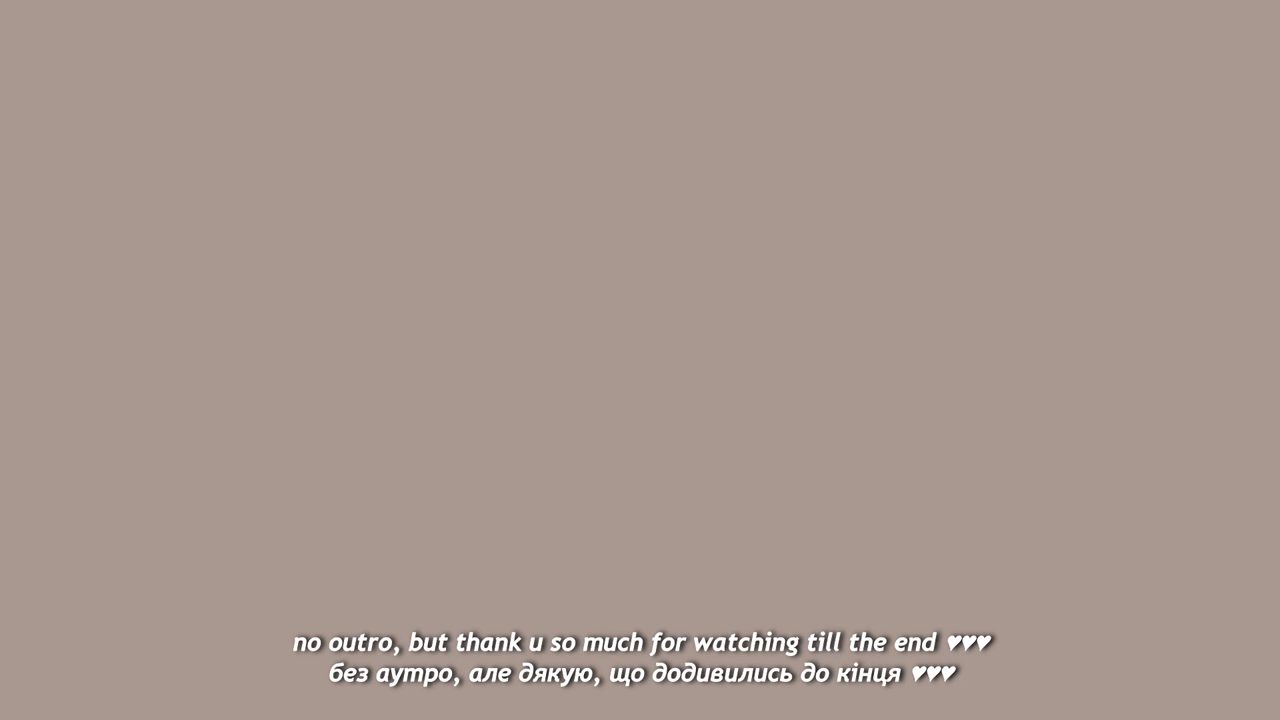 no outro, but thank u so much for watching till the end ♥♥♥
без аутро, але дякую, що додивились до кінця ♥♥♥